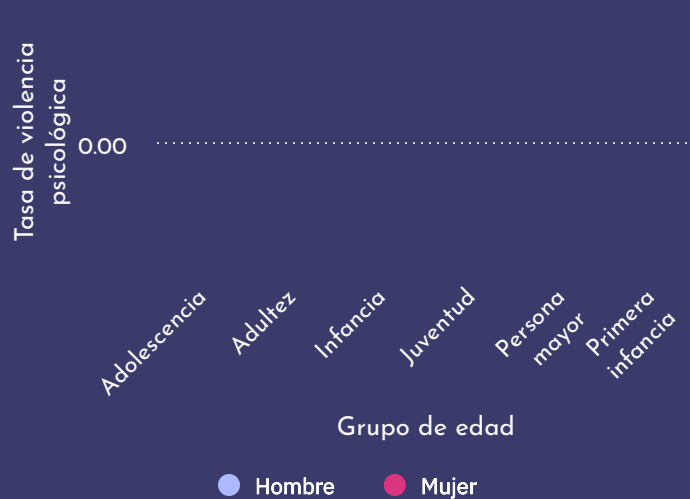 Tasa de violencia
psicológica
0.00
Adolescencia
Adultez
Infancia
Juventud
Persona
mayor
Primera
infancia
Grupo de edad
Hombre
Mujer